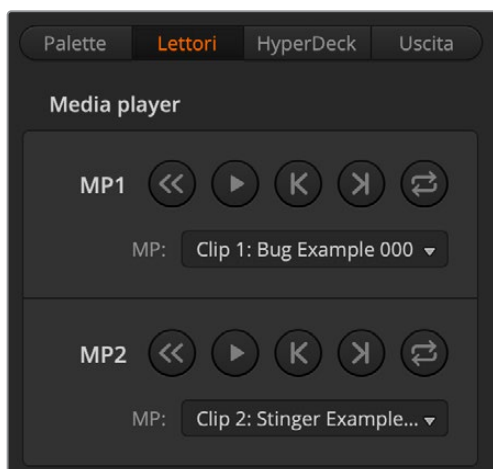 Palette Lettori HyperDeck Uscita
Media player
MP1
MP: Clip 1: Bug Example 000
MP2
MP: Clip 2: Stinger Example...